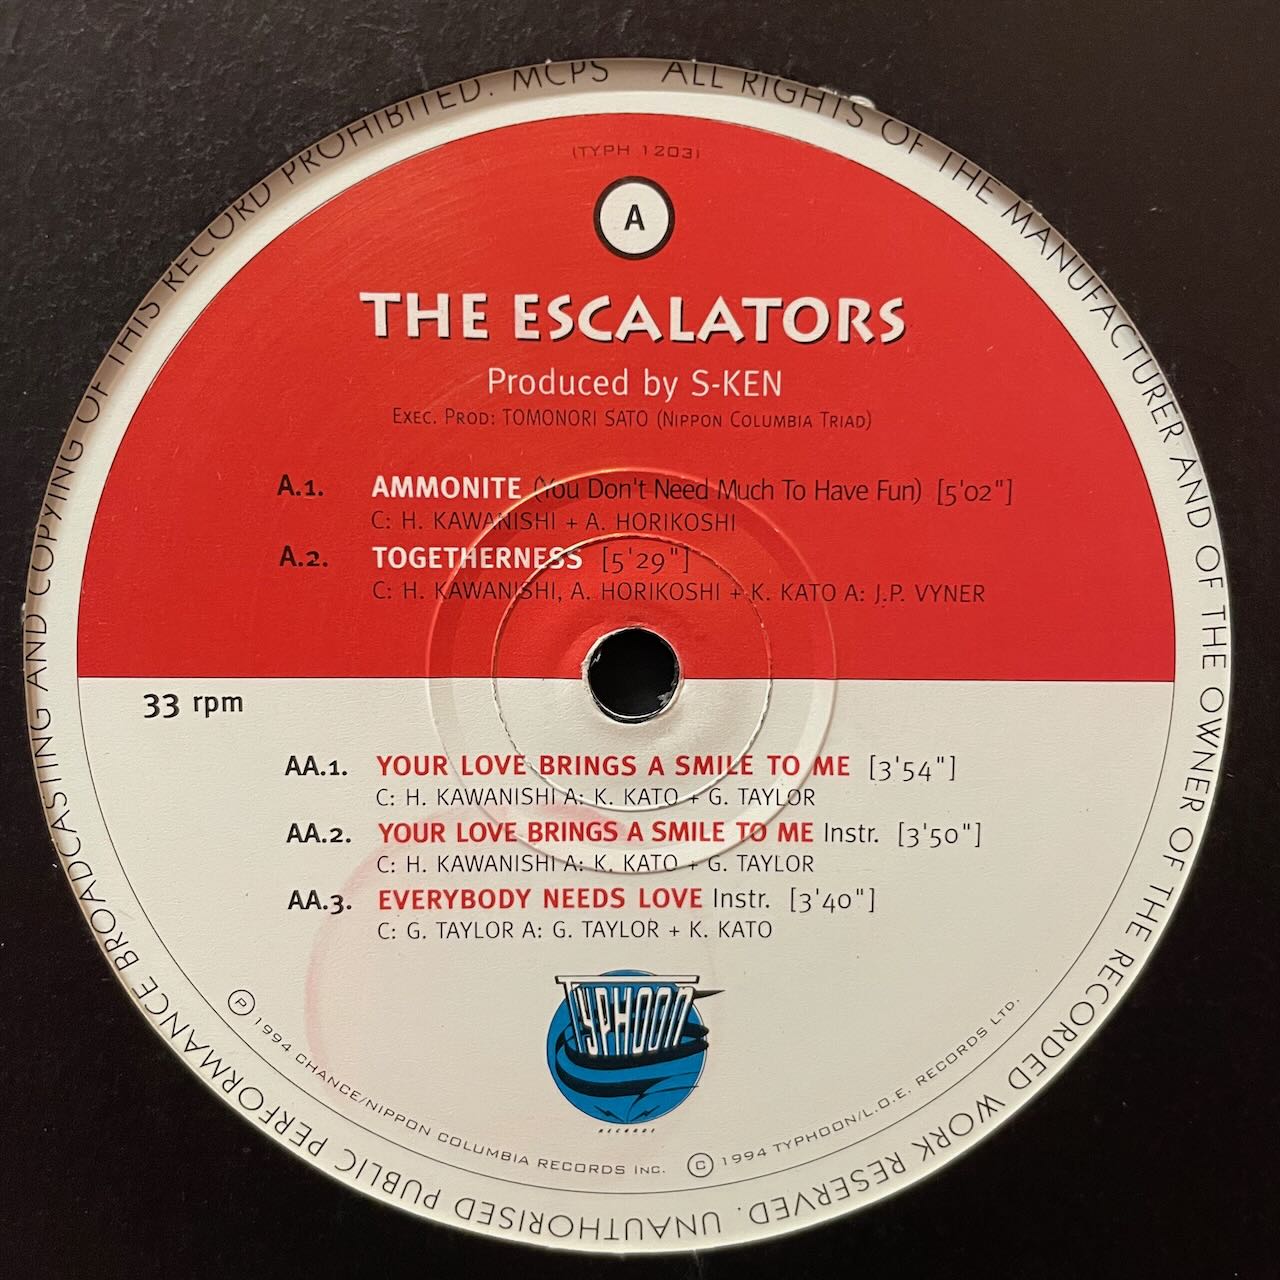 ALL RIGHTS OF THE MANUFACTURER AND OF THE OWNER OF THE RECORDED WORK RESERVED. UNAUTHORISED PUBLIC PERFORMANCE BROADCASTING AND COPYING OF THIS RECORD PROHIBITED. MCPS
(TYPH 1203)
A
THE ESCALATORS
Produced by S-KEN
EXEC. PROD: TOMONORI SATO (NIPPON COLUMBIA TRIAD)
A.1. AMMONITE (You Don't Need Much To Have Fun) [5'02"]
C: H. KAWANISHI + A. HORIKOSHI
A.2. TOGETHERNESS [5'29"]
C: H. KAWANISHI, A. HORIKOSHI + K. KATO A: J.P. VYNER
33 rpm
AA.1. YOUR LOVE BRINGS A SMILE TO ME [3'54"]
C: H. KAWANISHI A: K. KATO + G. TAYLOR
AA.2. YOUR LOVE BRINGS A SMILE TO ME Instr. [3'50"]
C: H. KAWANISHI A: K. KATO + G. TAYLOR
AA.3. EVERYBODY NEEDS LOVE Instr. [3'40"]
C: G. TAYLOR A: G. TAYLOR + K. KATO
TYPHOON
RECORDS
Ⓟ 1994 CHANCE/NIPPON COLUMBIA RECORDS INC. © 1994 TYPHOON/L.O.E. RECORDS LTD.